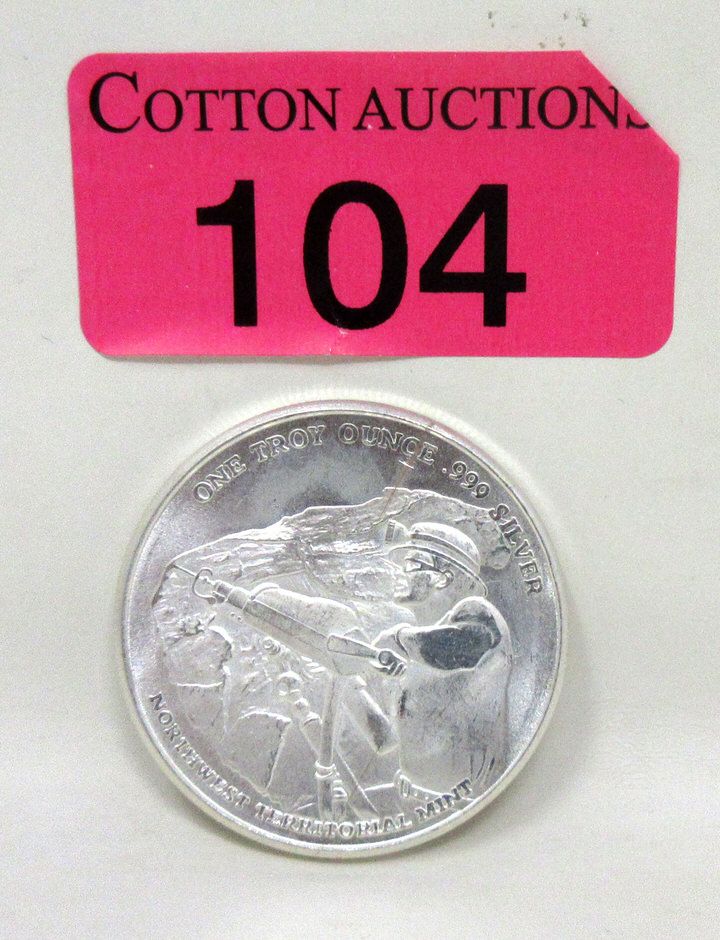 COTTON AUCTIONS
104
ONE TROY OUNCE .999 SILVER
NORTHWEST TERRITORIAL MINT